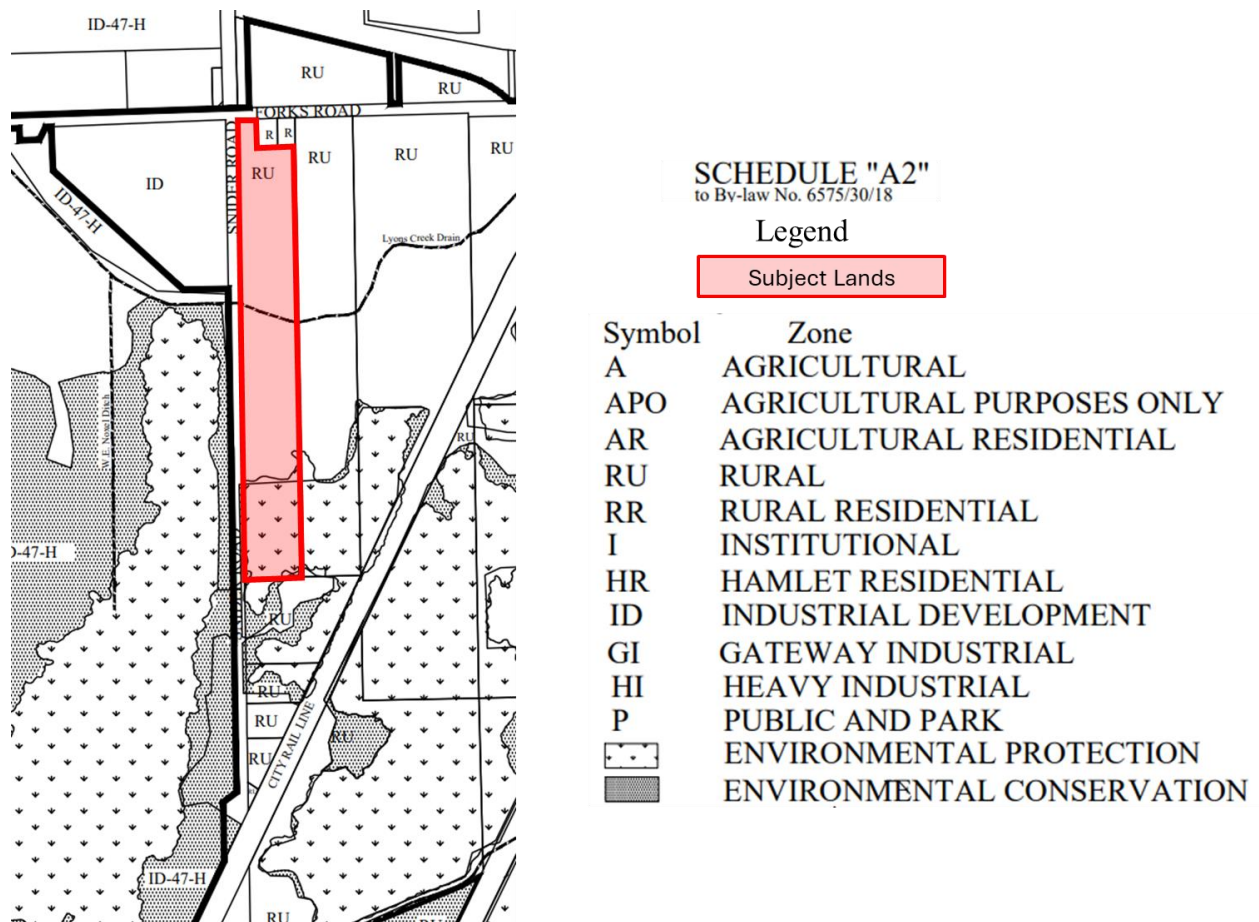 ID-47-H
RU
RU
FORKS ROAD
R
R
SNIDER ROAD
RU
RU
RU
RU
ID
ID-47-H
Lyons Creek Drain
W.E. Nogel Ditch
RU
-47-H
RU
RU
RU
RU
RU
CITY RAIL LINE
ID-47-H
RU
RU
SCHEDULE "A2"
to By-law No. 6575/30/18
Legend
Subject Lands
Symbol Zone
A AGRICULTURAL
APO AGRICULTURAL PURPOSES ONLY
AR AGRICULTURAL RESIDENTIAL
RU RURAL
RR RURAL RESIDENTIAL
I INSTITUTIONAL
HR HAMLET RESIDENTIAL
ID INDUSTRIAL DEVELOPMENT
GI GATEWAY INDUSTRIAL
HI HEAVY INDUSTRIAL
P PUBLIC AND PARK
ENVIRONMENTAL PROTECTION
ENVIRONMENTAL CONSERVATION